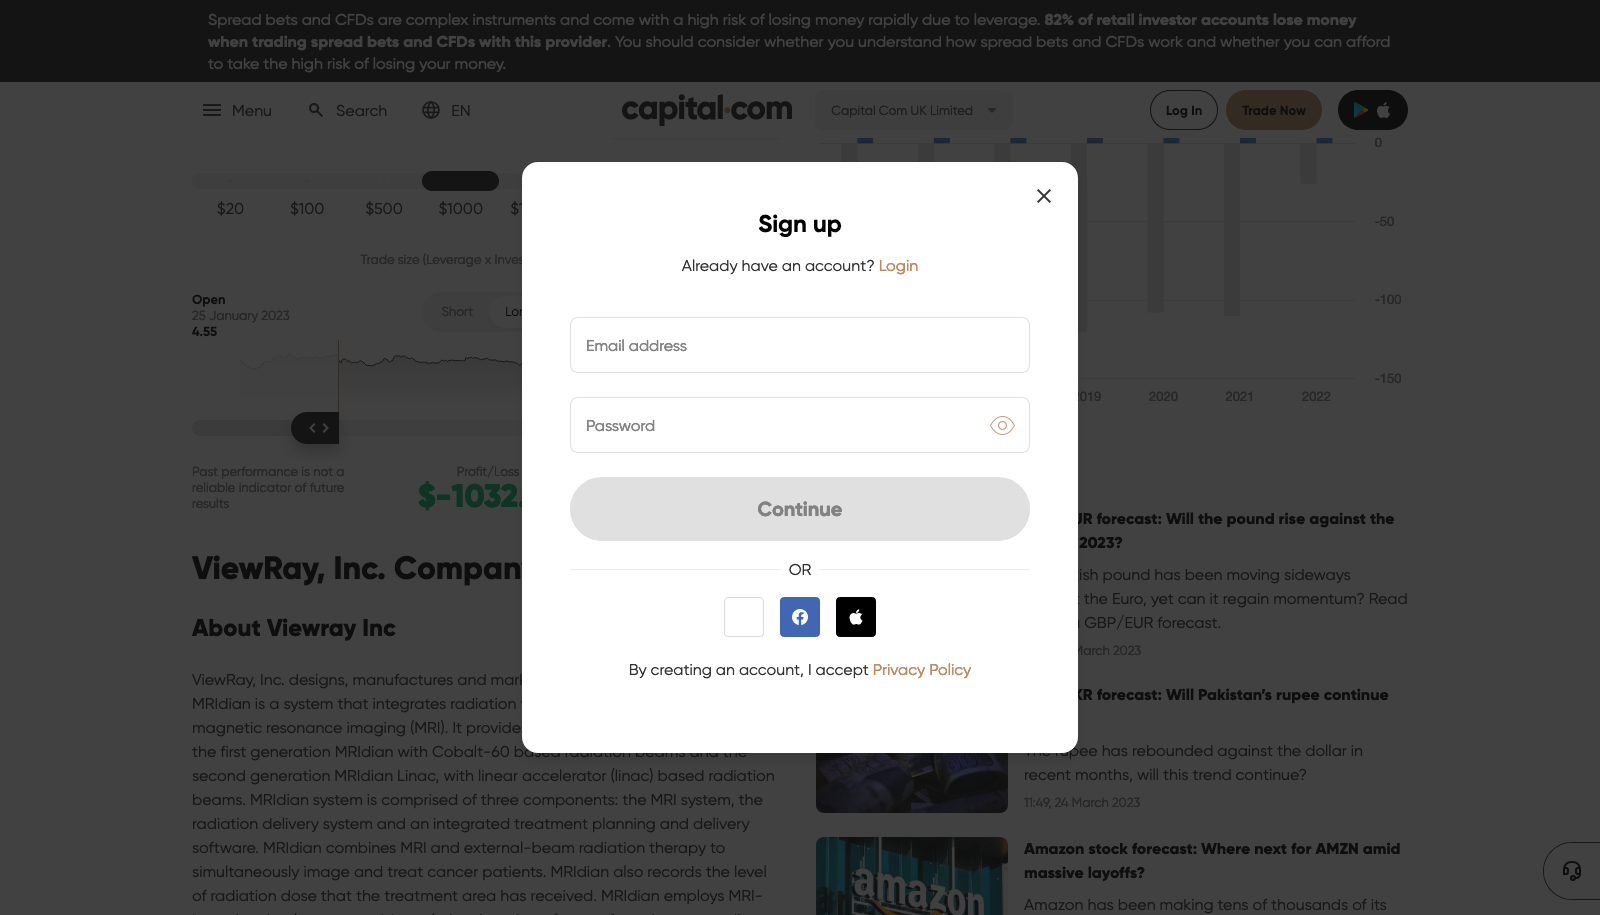 Spread bets and CFDs are complex instruments and come with a high risk of losing money rapidly due to leverage. 82% of retail investor accounts lose money
when trading spread bets and CFDs with this provider. You should consider whether you understand how spread bets and CFDs work and whether you can afford
to take the high risk of losing your money.
Menu
Search
EN
capital.com
Capital Com UK Limited
Log In
Trade Now
$20
$100
$500
$1000
Trade size (Leverage x
Open
25 January 2023
4.55
Short
Past performance is not a
reliable indicator of future
results
Profit/Loss
$-1032.
ViewRay, Inc.
About Viewray Inc
ViewRay, Inc. designs, manufactures and
MRIdian is a system that integrates radiation
magnetic resonance imaging (MRI). It
the first generation MRIdian with Cobalt-60 based radiation beams and the
second generation MRIdian Linac, with linear accelerator (linac) based radiation
beams. MRIdian system is comprised of three components: the MRI system, the
radiation delivery system and an integrated treatment planning and delivery
software. MRIdian combines MRI and external-beam radiation therapy to
simultaneously image and treat cancer patients. MRIdian also records the level
of radiation dose that the treatment area has received. MRIdian employs MRI-
Sign up
Already have an account? Login
Email address
Password
Continue
OR
By creating an account, I accept Privacy Policy
0
-50
-100
-150
2020
2021
2022
forecast: Will the pound rise against the
2023?
pound has been moving sideways
the Euro, yet can it regain momentum? Read
GBP/EUR forecast.
March 2023
forecast: Will Pakistan's rupee continue
The rupee has rebounded against the dollar in
recent months, will this trend continue?
11:49, 24 March 2023
amazon
Amazon stock forecast: Where next for AMZN amid
massive layoffs?
Amazon has been making tens of thousands of its